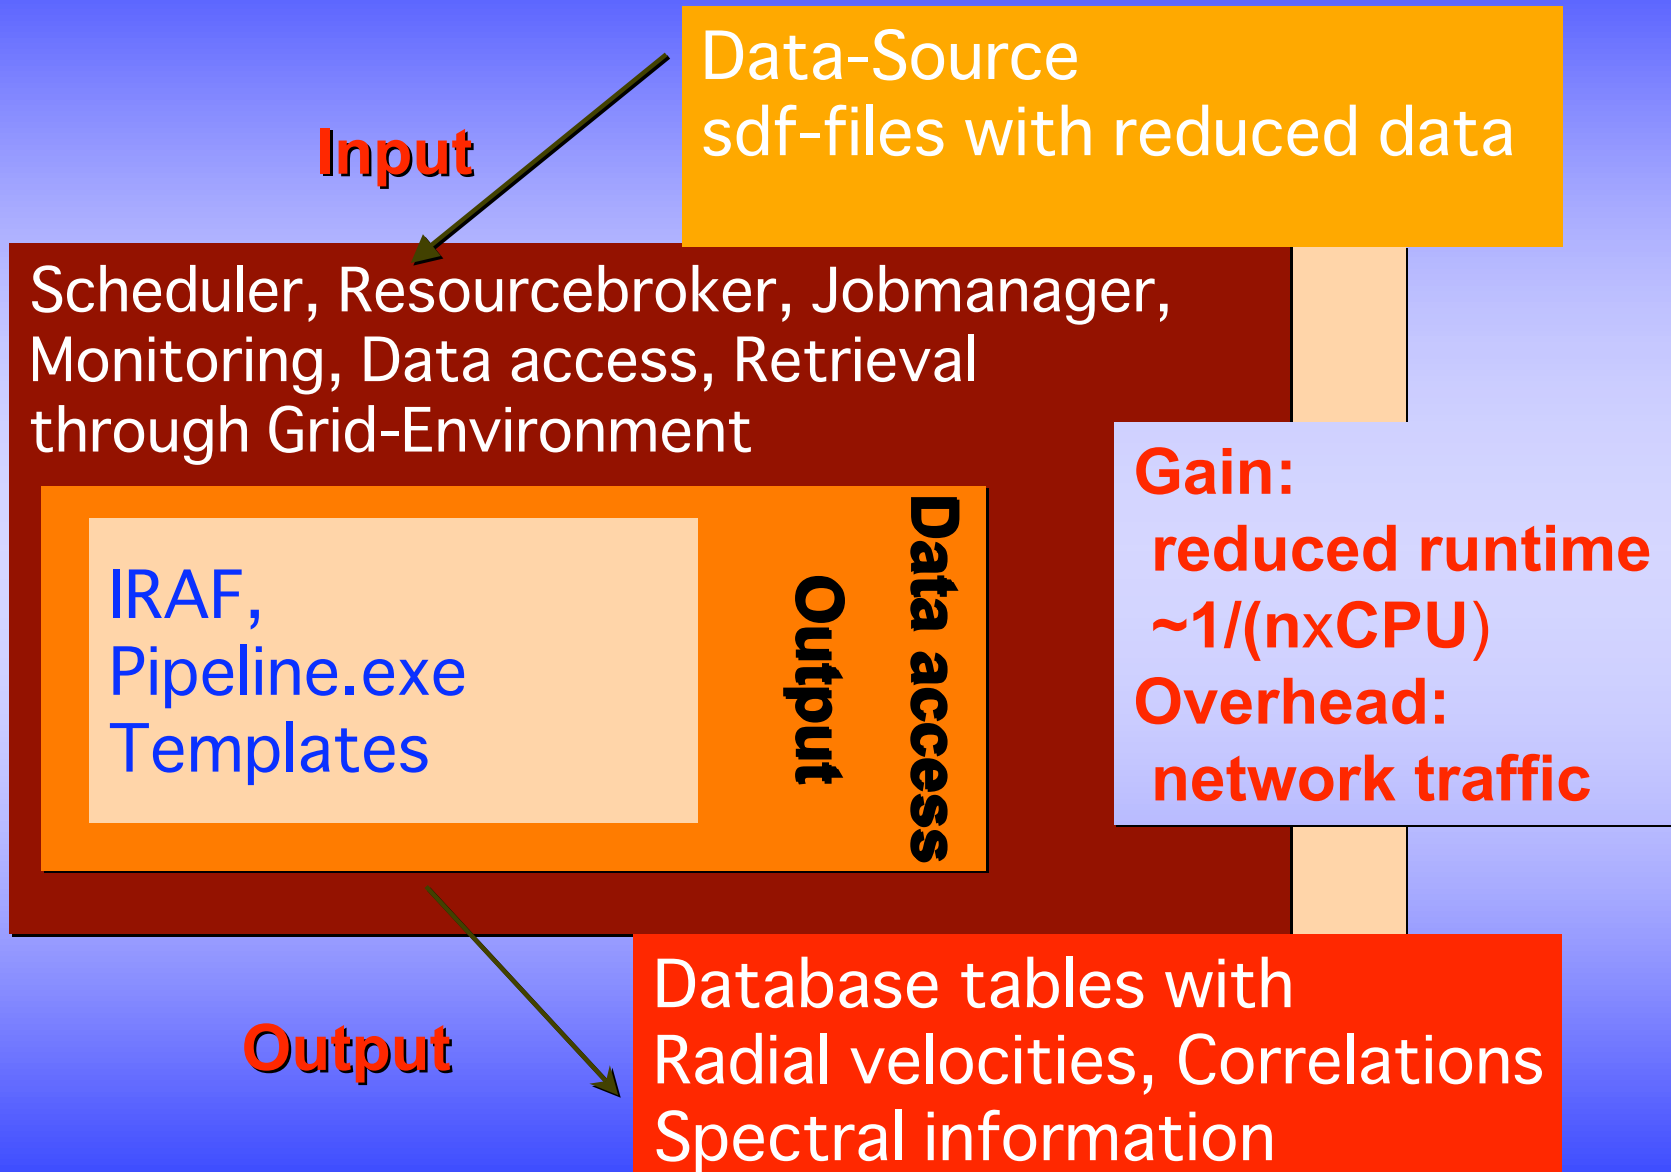 Data-Source
sdf-files with reduced data
Input
Scheduler, Resourcebroker, Jobmanager,
Monitoring, Data access, Retrieval
through Grid-Environment
IRAF,
Pipeline.exe
Templates
Output
Data access
Gain:
reduced runtime
~1/(nxCPU)
Overhead:
network traffic
Output
Database tables with
Radial velocities, Correlations
Spectral information